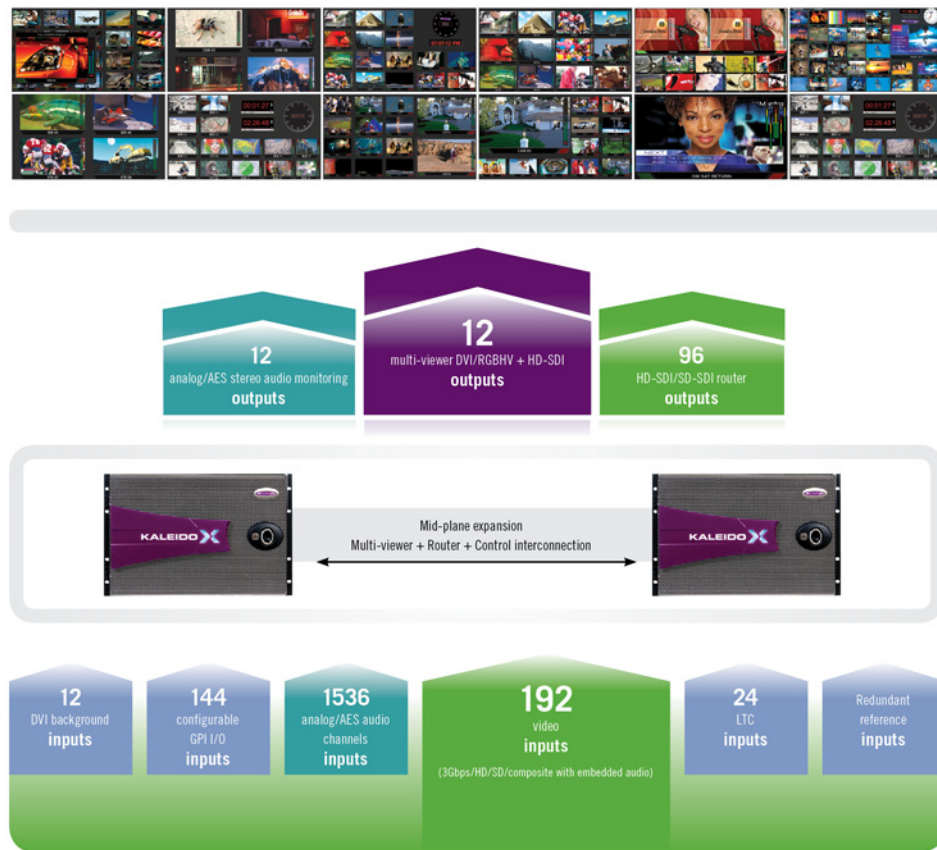 12
analog/AES stereo audio monitoring
outputs
12
multi-viewer DVI/RGBHV + HD-SDI
outputs
96
HD-SDI/SD-SDI router
outputs
KALEIDO X
Mid-plane expansion
Multi-viewer + Router + Control interconnection
KALEIDO X
12
DVI background
inputs
144
configurable
GPI I/O
inputs
1536
analog/AES audio
channels
inputs
192
video
inputs
(3Gbps/HD/SD/composite with embedded audio)
24
LTC
inputs
Redundant
reference
inputs